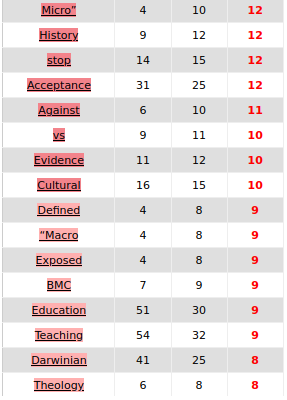 Micro” 4 10 12
History 9 12 12
stop 14 15 12
Acceptance 31 25 12
Against 6 10 11
vs 9 11 10
Evidence 11 12 10
Cultural 16 15 10
Defined 4 8 9
“Macro 4 8 9
Exposed 4 8 9
BMC 7 9 9
Education 51 30 9
Teaching 54 32 9
Darwinian 41 25 8
Theology 6 8 8